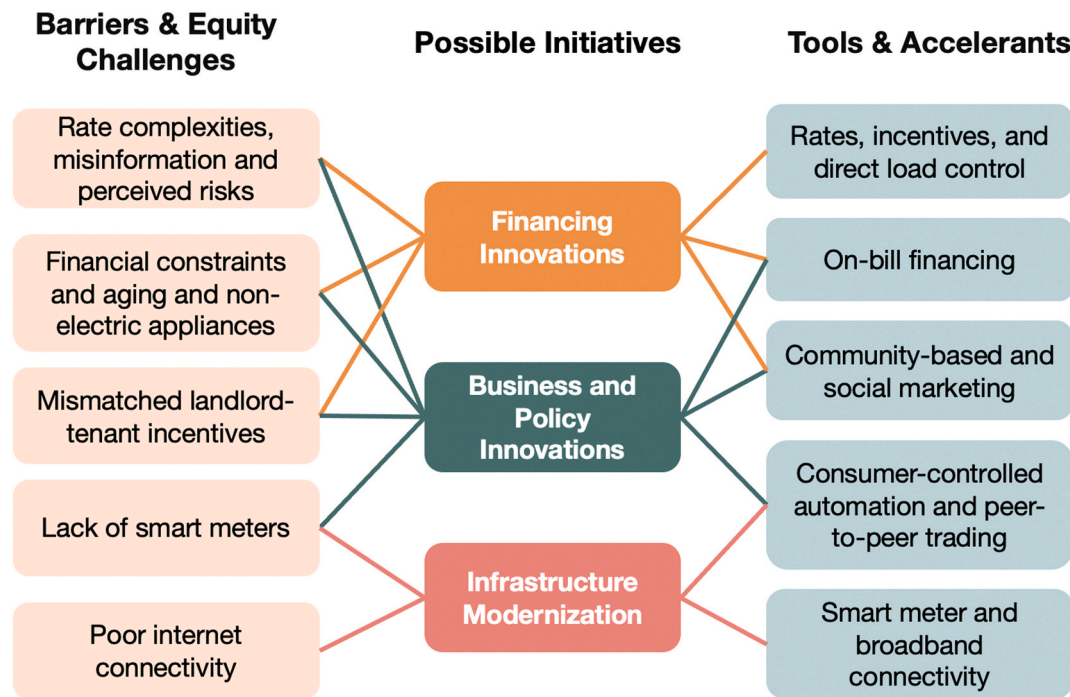 Barriers & Equity
Challenges
Possible Initiatives
Tools & Accelerants
Rate complexities,
misinformation and
perceived risks
Financial constraints
and aging and non-
electric appliances
Mismatched landlord-
tenant incentives
Lack of smart meters
Poor internet
connectivity
Financing
Innovations
Business and
Policy
Innovations
Infrastructure
Modernization
Rates, incentives, and
direct load control
On-bill financing
Community-based and
social marketing
Consumer-controlled
automation and peer-
to-peer trading
Smart meter and
broadband
connectivity